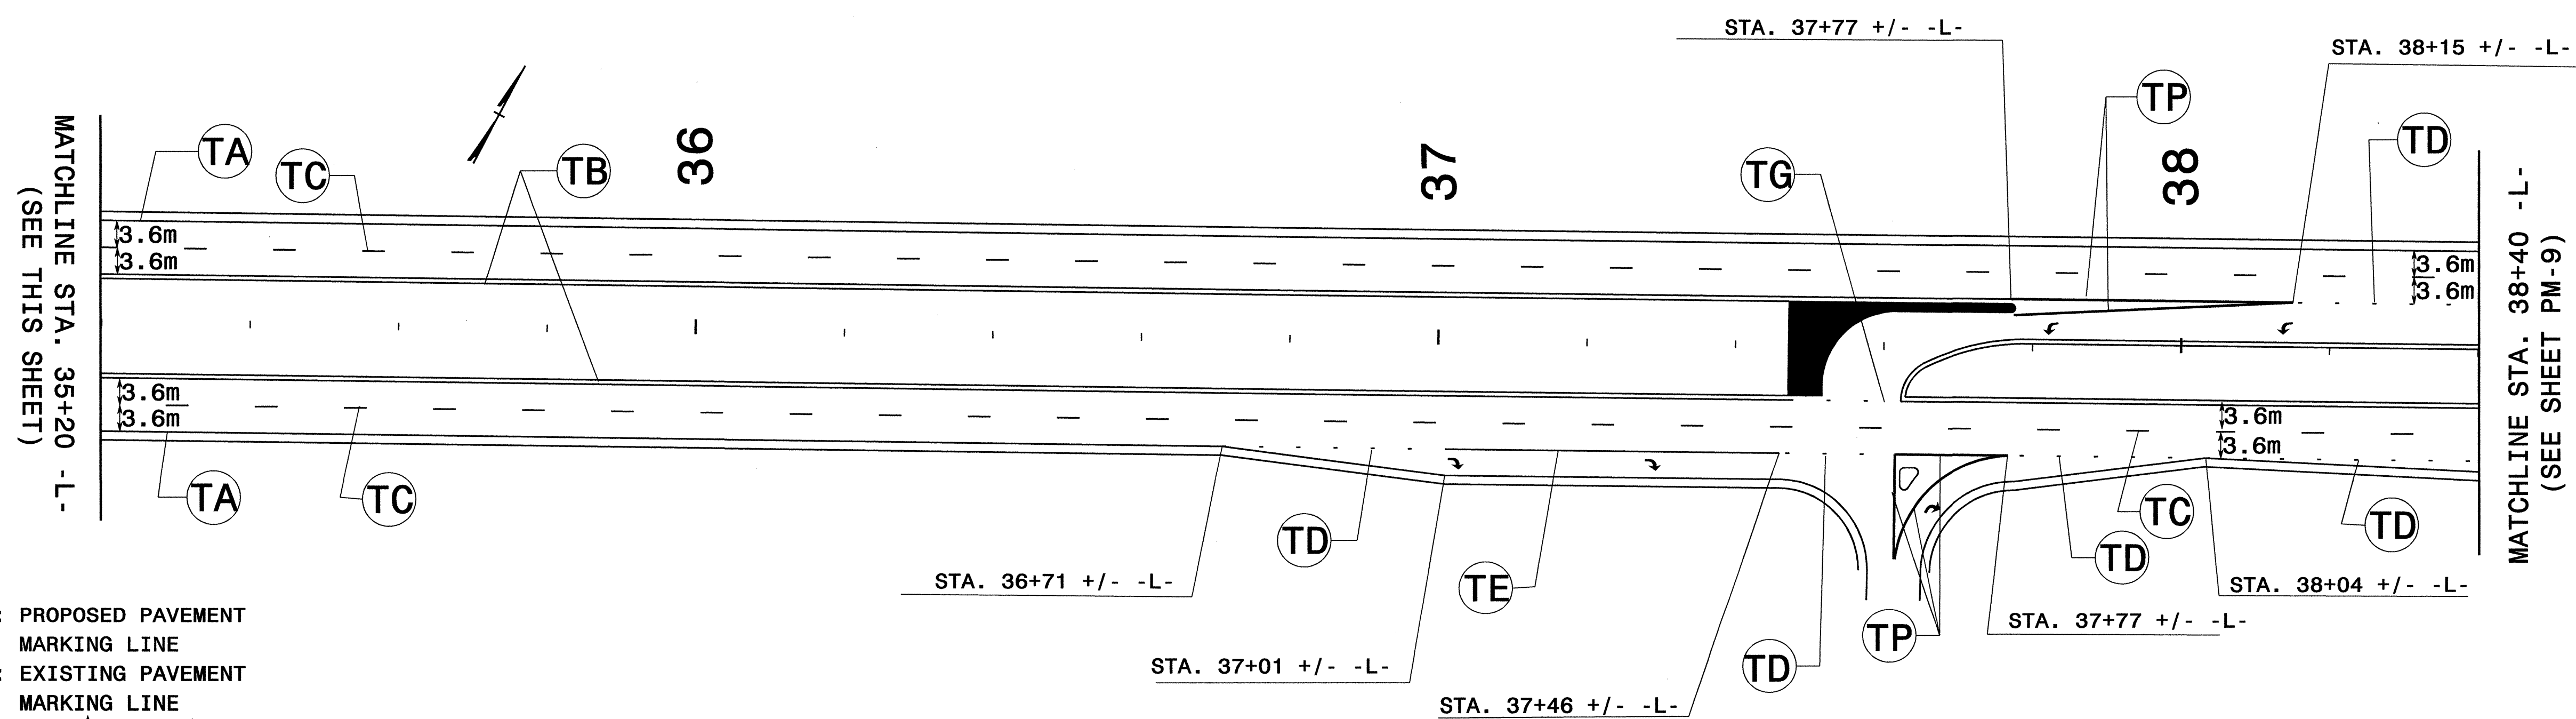 STA. 37+77 +/- -L-
STA. 38+15 +/- -L-
MATCHLINE STA. 35+20 -L-
(SEE THIS SHEET)
TA
TC
TB
36
37
TG
TP
38
TD
MATCHLINE STA. 38+40 -L-
(SEE SHEET PM-9)
3.6m
3.6m
3.6m
3.6m
3.6m
3.6m
3.6m
3.6m
TA
TC
TD
TE
TC
TD
TD
STA. 36+71 +/- -L-
STA. 38+04 +/- -L-
: PROPOSED PAVEMENT
MARKING LINE
: EXISTING PAVEMENT
MARKING LINE
TP
STA. 37+77 +/- -L-
STA. 37+01 +/- -L-
TD
STA. 37+46 +/- -L-